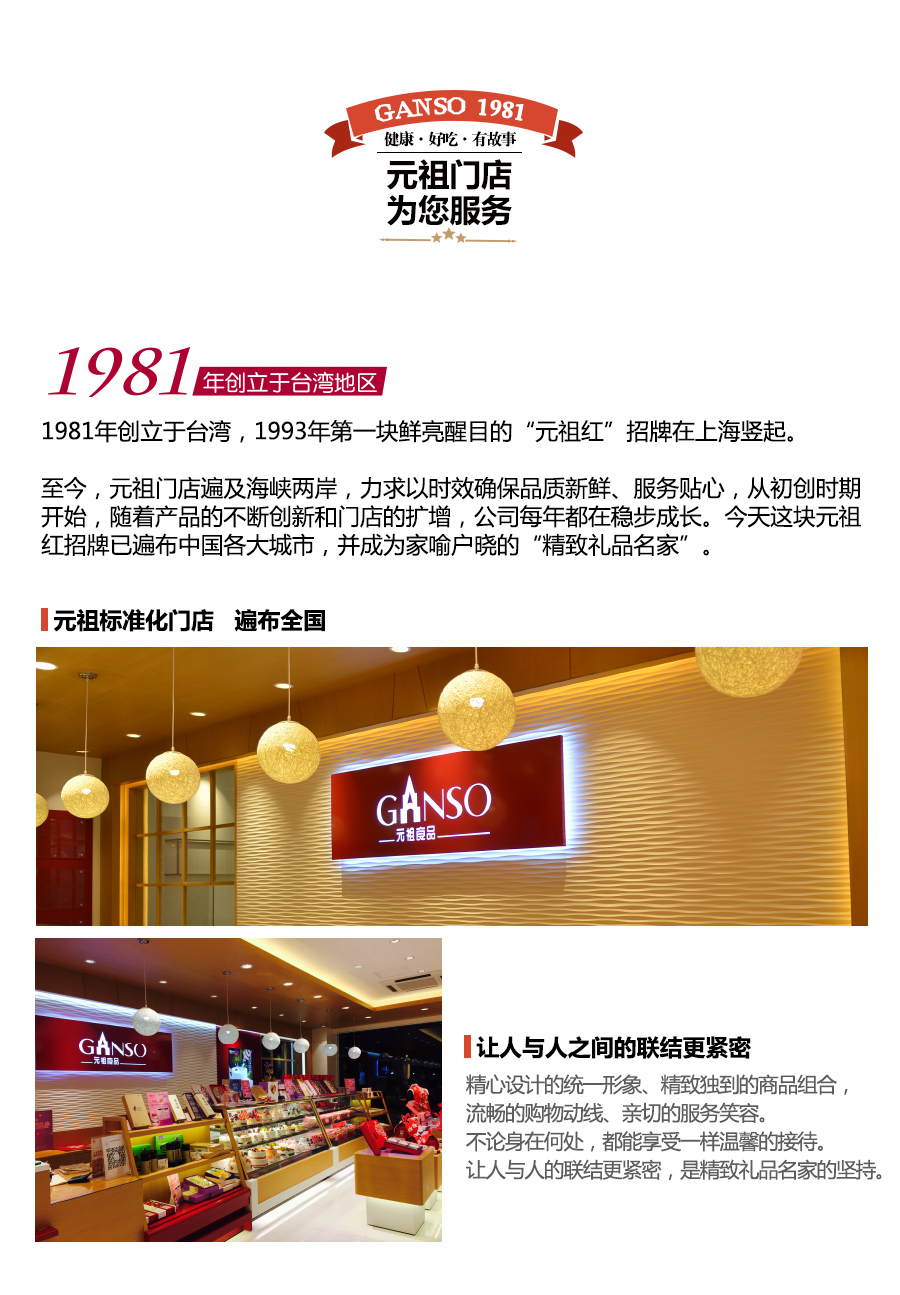 GANSO 1981
健康·好吃·有故事
元祖门店
为您服务
1981年创立于台湾地区
1981年创立于台湾，1993年第一块鲜亮醒目的“元祖红”招牌在上海竖起。
至今，元祖门店遍及海峡两岸，力求以时效确保品质新鲜、服务贴心，从初创时期
开始，随着产品的不断创新和门店的扩增，公司每年都在稳步成长。今天这块元祖
红招牌已遍布中国各大城市，并成为家喻户晓的“精致礼品名家”。
元祖标准化门店 遍布全国
GANSO
元祖食品
GANSO
元祖食品
让人与人之间的联结更紧密
精心设计的统一形象、精致独到的商品组合，
流畅的购物动线、亲切的服务笑容。
不论身在何处，都能享受一样温馨的接待。
让人与人的联结更紧密，是精致礼品名家的坚持。